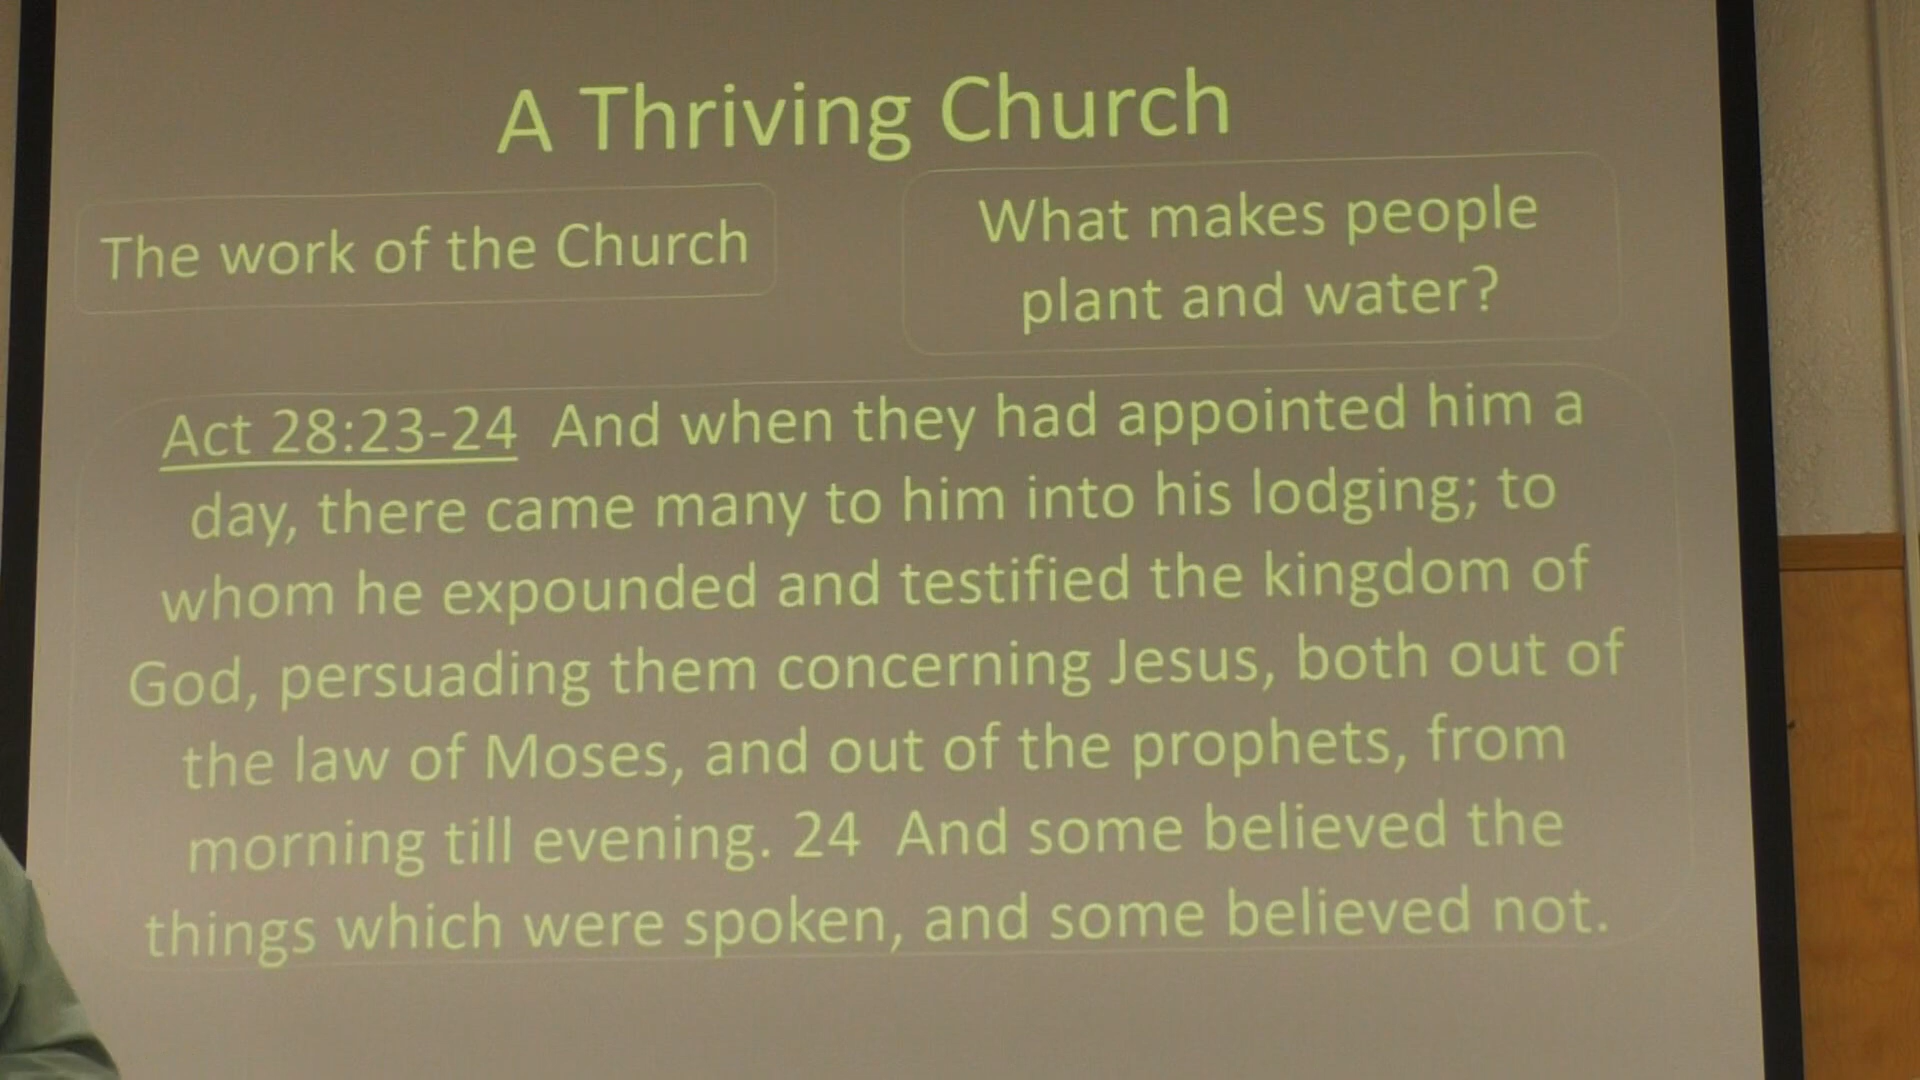 A Thriving Church
The work of the Church
What makes people
plant and water?
Act 28:23-24  And when they had appointed him a
day, there came many to him into his lodging; to
whom he expounded and testified the kingdom of
God, persuading them concerning Jesus, both out of
the law of Moses, and out of the prophets, from
morning till evening. 24  And some believed the
things which were spoken, and some believed not.